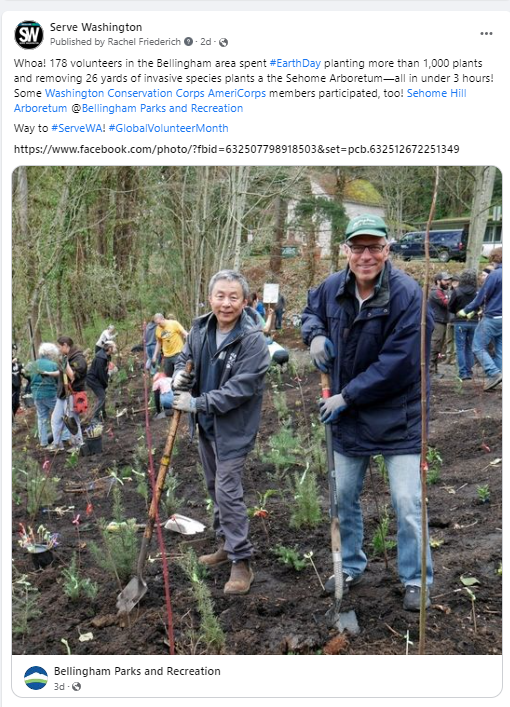 Serve Washington
Published by Rachel Friederich · 2d ·
Whoa! 178 volunteers in the Bellingham area spent #EarthDay planting more than 1,000 plants
and removing 26 yards of invasive species plants a the Sehome Arboretum—all in under 3 hours!
Some Washington Conservation Corps AmeriCorps members participated, too! Sehome Hill
Arboretum @Bellingham Parks and Recreation
Way to #ServeWA! #GlobalVolunteerMonth
https://www.facebook.com/photo/?fbid=632507798918503&set=pcb.632512672251349
Bellingham Parks and Recreation
3d ·